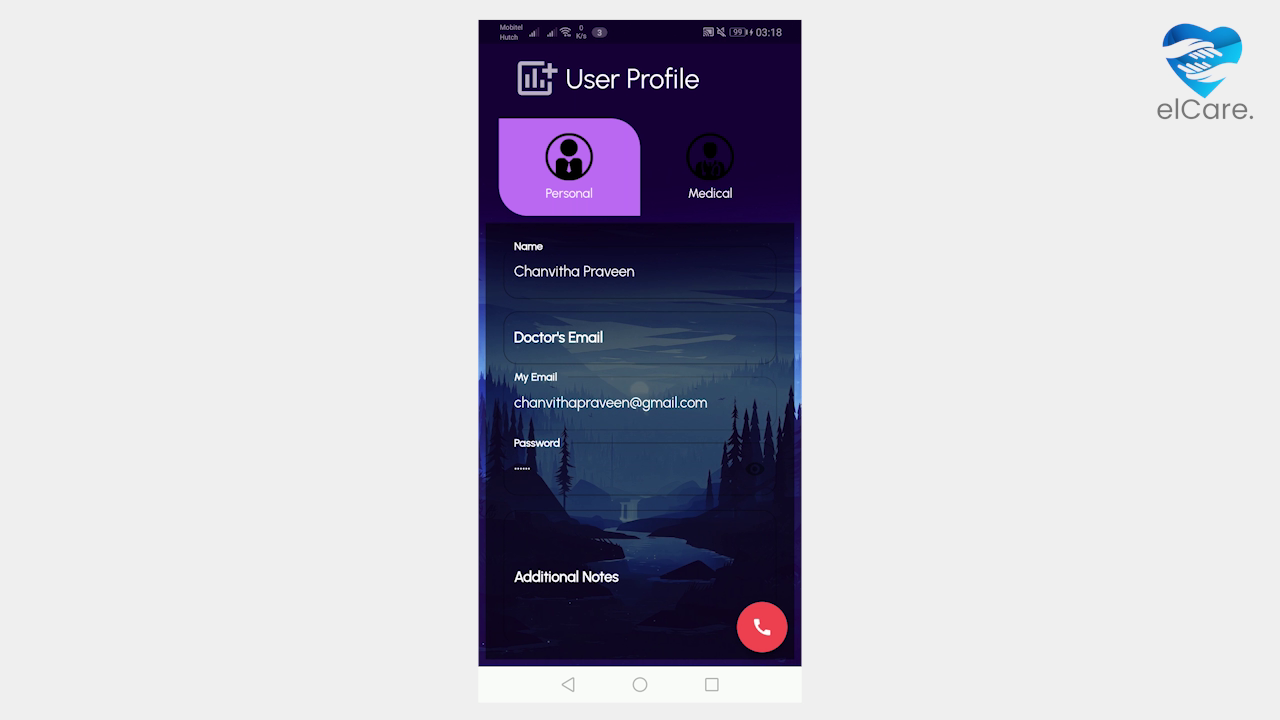 Mobitel
Hutch
0
K/s
3
99
03:18
elCare.
User Profile
Personal
Medical
Name
Chanvitha Praveen
Doctor's Email
My Email
chanvithapraveen@gmail.com
Password
••••••
Additional Notes